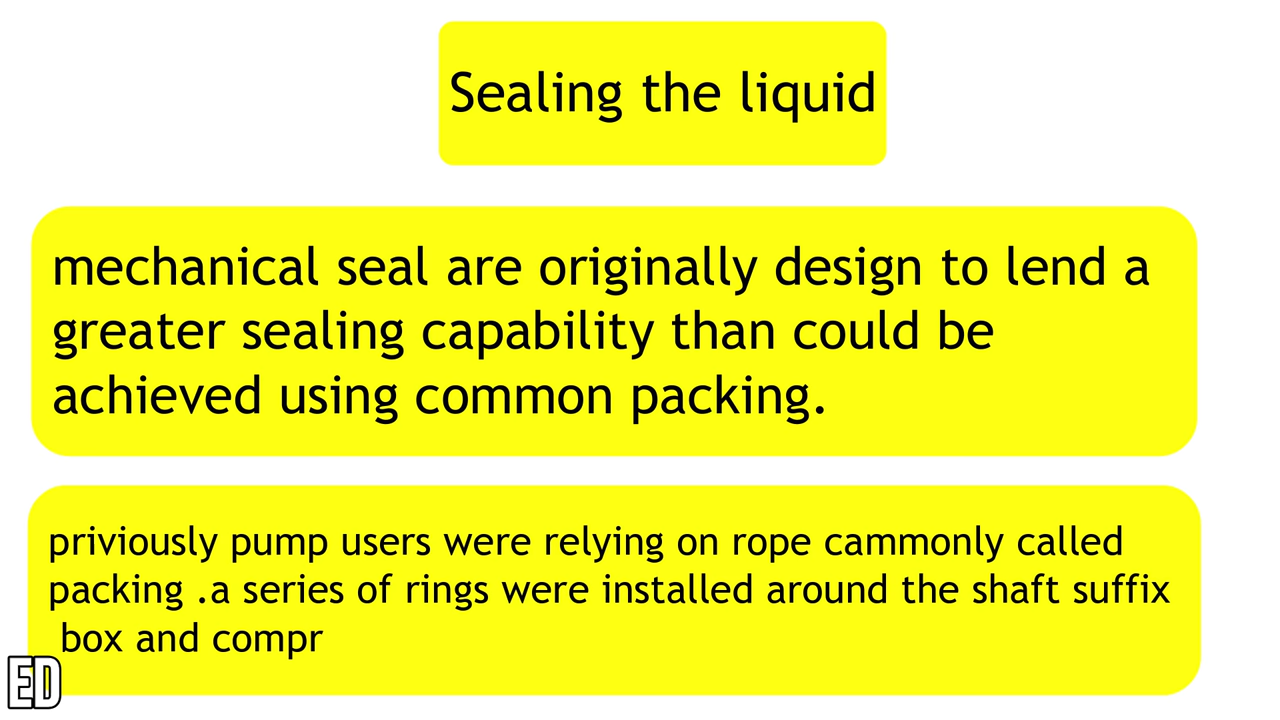 Sealing the liquid
mechanical seal are originally design to lend a
greater sealing capability than could be
achieved using common packing.
priviously pump users were relying on rope cammonly called
packing .a series of rings were installed around the shaft suffix
box and compr
ED